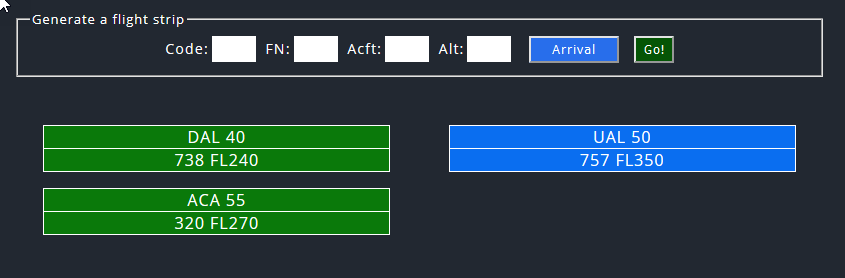 Generate a flight strip
Code: FN: Acft: Alt: Arrival Go!
DAL 40
738 FL240
UAL 50
757 FL350
ACA 55
320 FL270